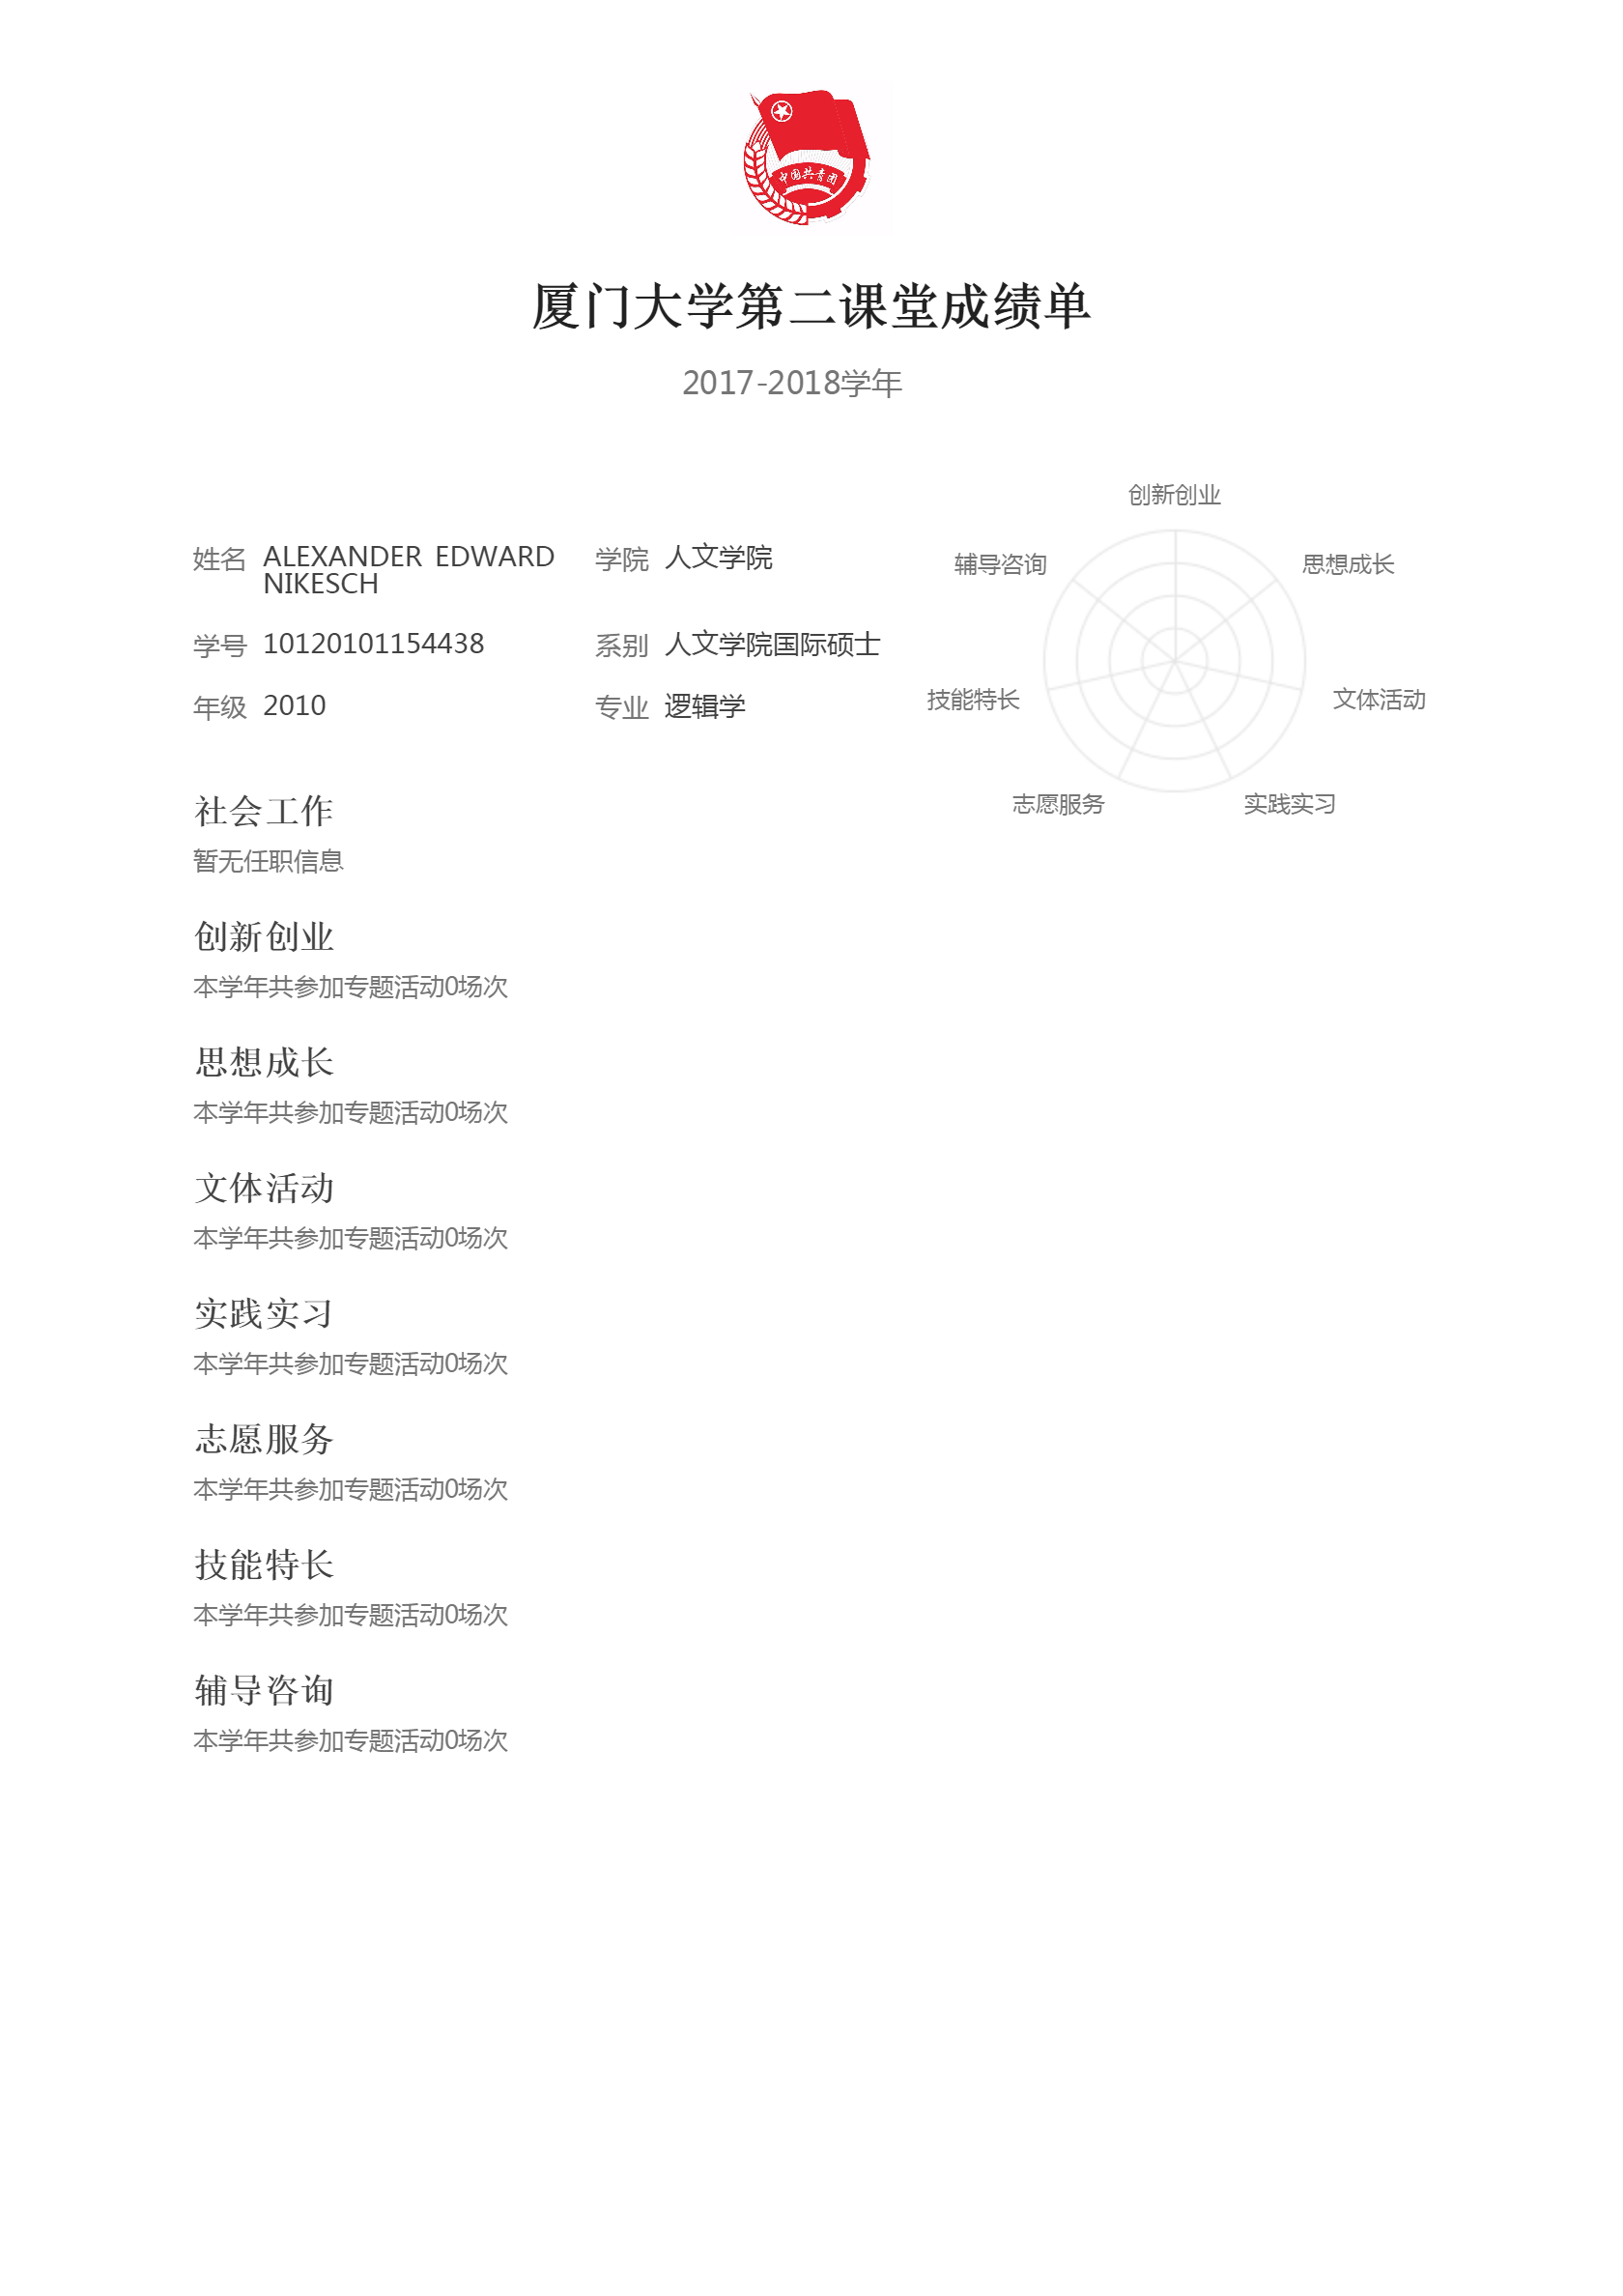 中国共青团
厦门大学第二课堂成绩单
2017-2018学年
姓名 ALEXANDER EDWARD NIKESCH
学院 人文学院
学号 10120101154438
系别 人文学院国际硕士
年级 2010
专业 逻辑学
创新创业
辅导咨询
思想成长
技能特长
文体活动
志愿服务
实践实习
社会工作
暂无任职信息
创新创业
本学年共参加专题活动0场次
思想成长
本学年共参加专题活动0场次
文体活动
本学年共参加专题活动0场次
实践实习
本学年共参加专题活动0场次
志愿服务
本学年共参加专题活动0场次
技能特长
本学年共参加专题活动0场次
辅导咨询
本学年共参加专题活动0场次